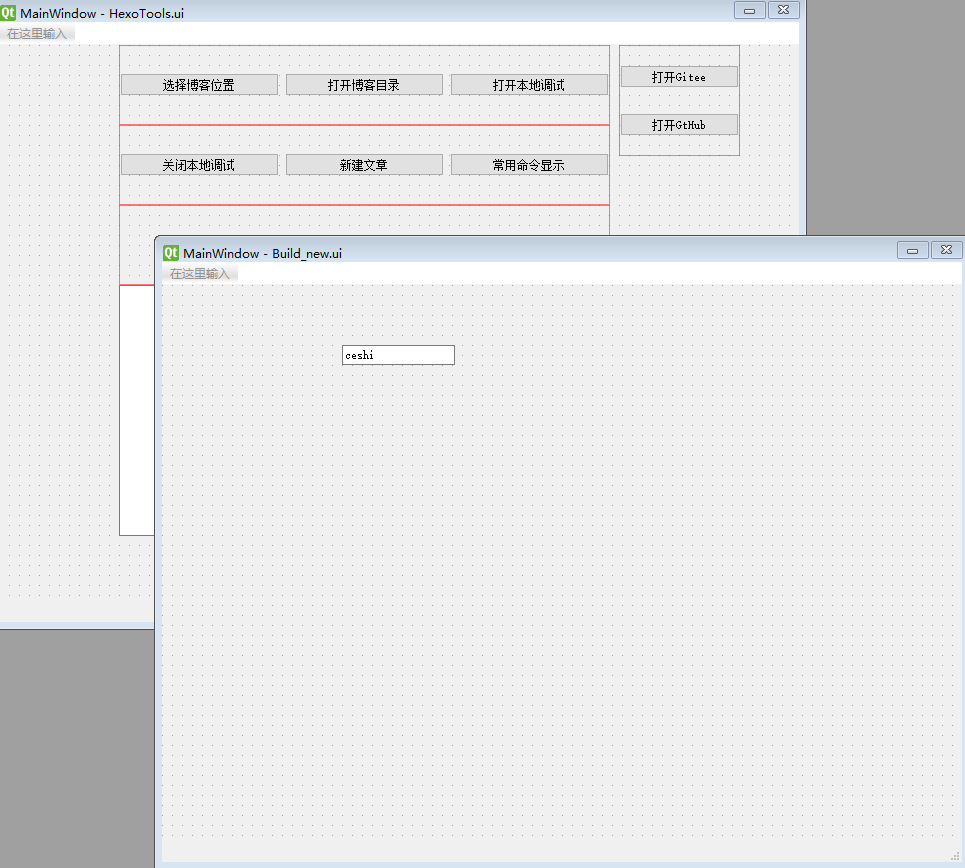 Qt MainWindow - HexoTools.ui
在这里输入
选择博客位置 打开博客目录 打开本地调试 打开Gitee
打开GtHub
关闭本地调试 新建文章 常用命令显示
Qt MainWindow - Build_new.ui
在这里输入
ceshi